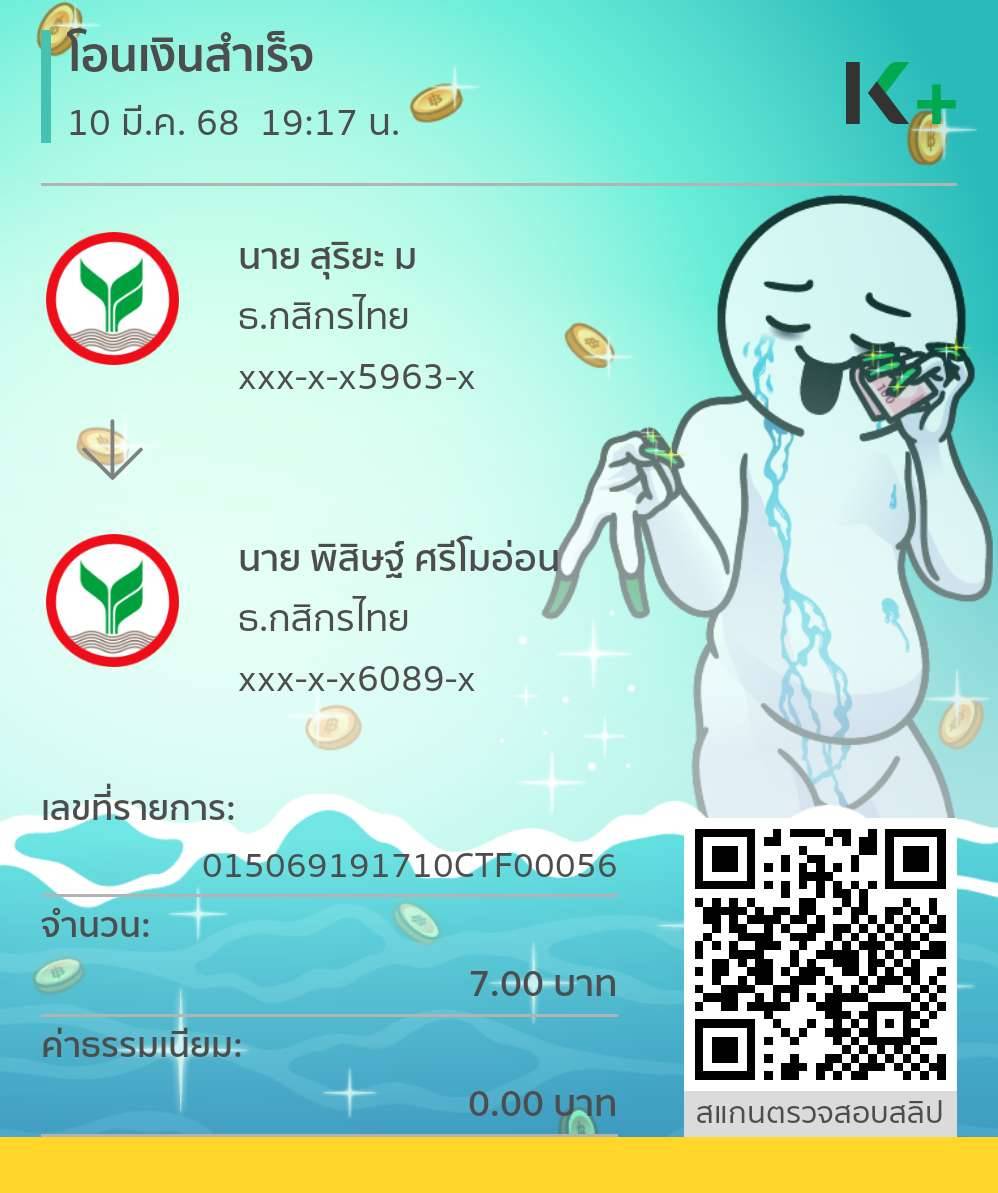 โอนเงินสำเร็จ
10 มี.ค. 68 19:17 น.
K+
นาย สุริยะ ม
ธ.กสิกรไทย
xxx-x-x5963-x
นาย พิสิษฐ์ ศรีโมอ่อน
ธ.กสิกรไทย
xxx-x-x6089-x
เลขที่รายการ:
015069191710CTF00056
จำนวน:
7.00 บาท
ค่าธรรมเนียม:
0.00 บาท
สแกนตรวจสอบสลิป